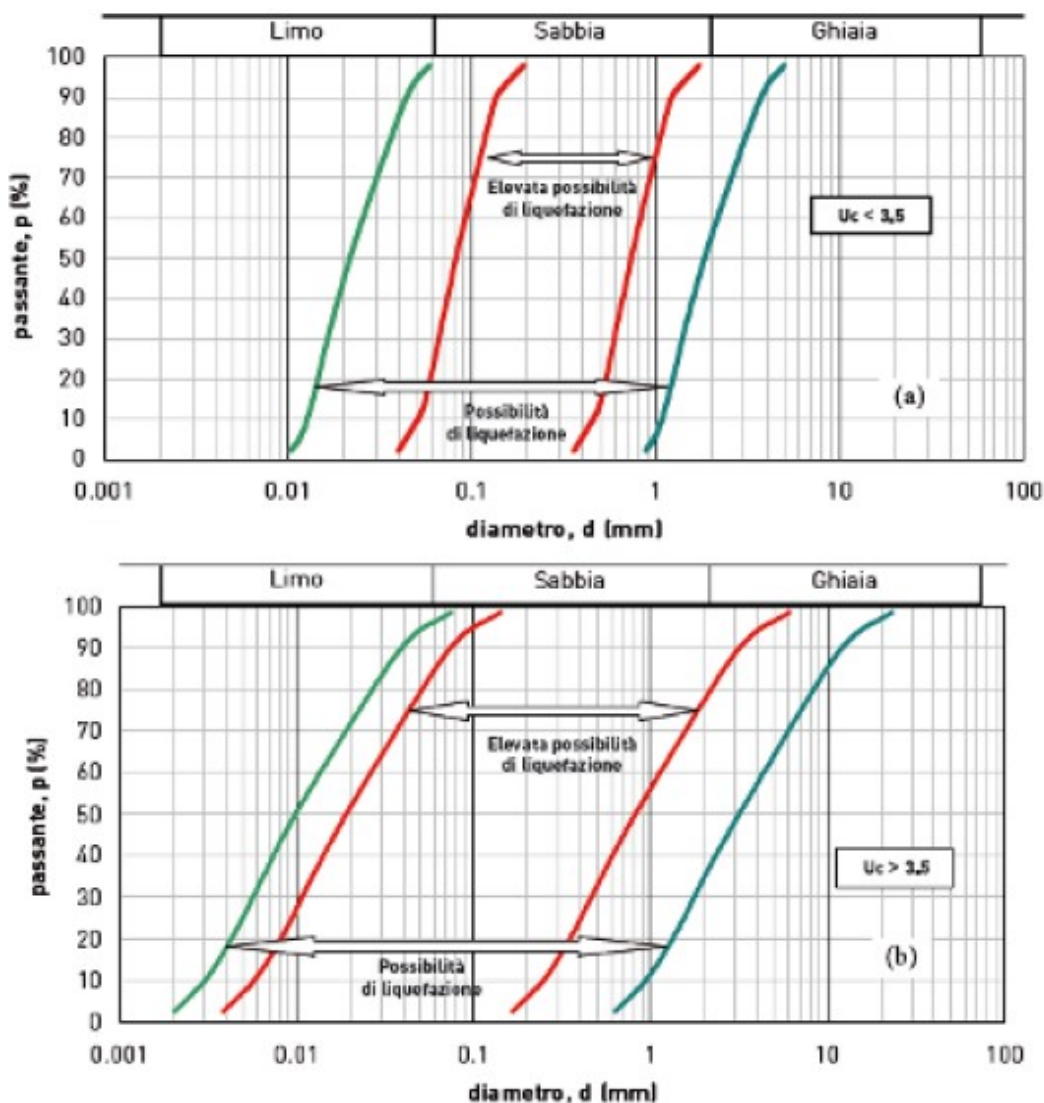 Limo Sabbia Ghiaia
100
90
80
70
60
50
40
30
20
10
0
passante, p (%)
Elevata possibilità
di liquefazione
Uc < 3,5
Possibilità
di liquefazione
(a)
0.001 0.01 0.1 1 10 100
diametro, d (mm)
Limo Sabbia Ghiaia
100
90
80
70
60
50
40
30
20
10
0
passante, p (%)
Elevata possibilità
di liquefazione
Uc > 3,5
Possibilità
di liquefazione
(b)
0.001 0.01 0.1 1 10 100
diametro, d (mm)